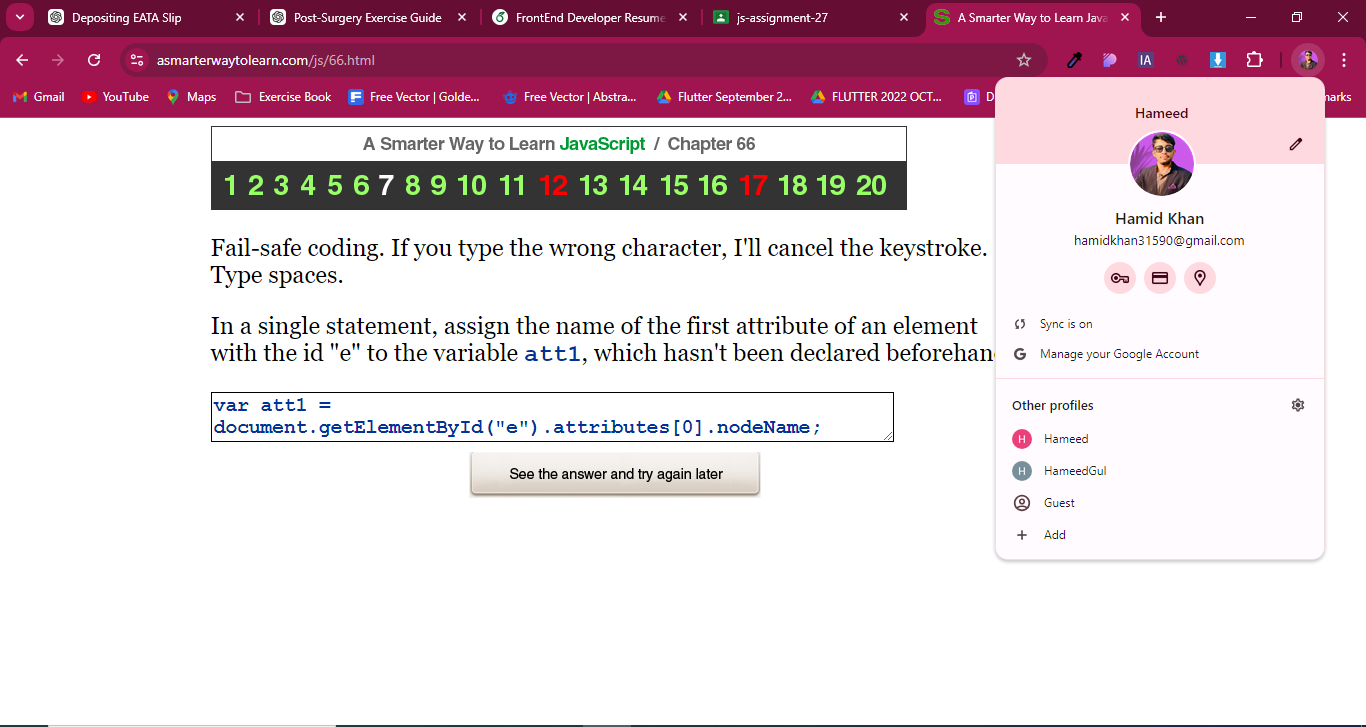 Depositing EATA Slip
Post-Surgery Exercise Guide
FrontEnd Developer Resume
js-assignment-27
A Smarter Way to Learn Java
asmarterwaytolearn.com/js/66.html
IA
Gmail
YouTube
Maps
Exercise Book
Free Vector | Golde...
Free Vector | Abstra...
Flutter September 2...
FLUTTER 2022 OCT...
D
marks
A Smarter Way to Learn JavaScript / Chapter 66
1 2 3 4 5 6 7 8 9 10 11 12 13 14 15 16 17 18 19 20
Fail-safe coding. If you type the wrong character, I'll cancel the keystroke.
Type spaces.
In a single statement, assign the name of the first attribute of an element
with the id "e" to the variable att1, which hasn't been declared beforehan
var att1 =
document.getElementById("e").attributes[0].nodeName;
See the answer and try again later
Hameed
Hamid Khan
hamidkhan31590@gmail.com
Sync is on
G Manage your Google Account
Other profiles
H Hameed
H HameedGul
Guest
Add